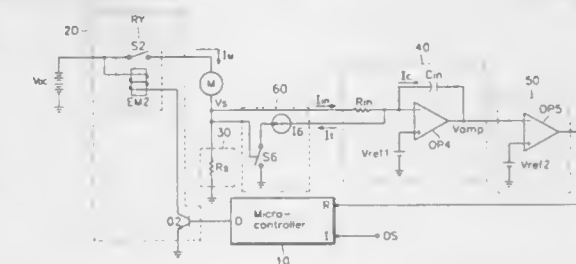 20
RY
S2
IM
M
VDC
EM2
Vs
60
Iin
Rin
40
Ic
Cin
50
OP5
30
I6
S6
Rs
Vref1
OP4
Vamp
Vref2
Q2
O
Micro-
controller
R
I
DS
10